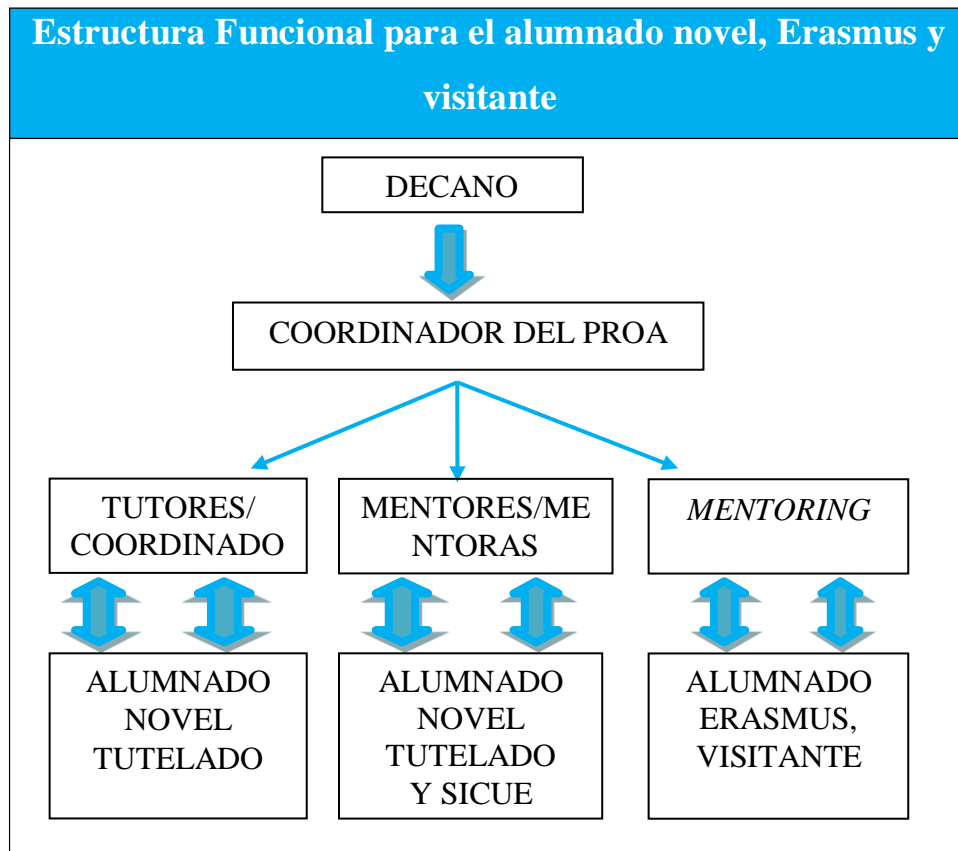 Estructura Funcional para el alumnado novel, Erasmus y
visitante
DECANO
COORDINADOR DEL PROA
TUTORES/
COORDINADO
MENTORES/ME
NTORAS
MENTORING
ALUMNADO
NOVEL
TUTELADO
ALUMNADO
NOVEL
TUTELADO
Y SICUE
ALUMNADO
ERASMUS,
VISITANTE